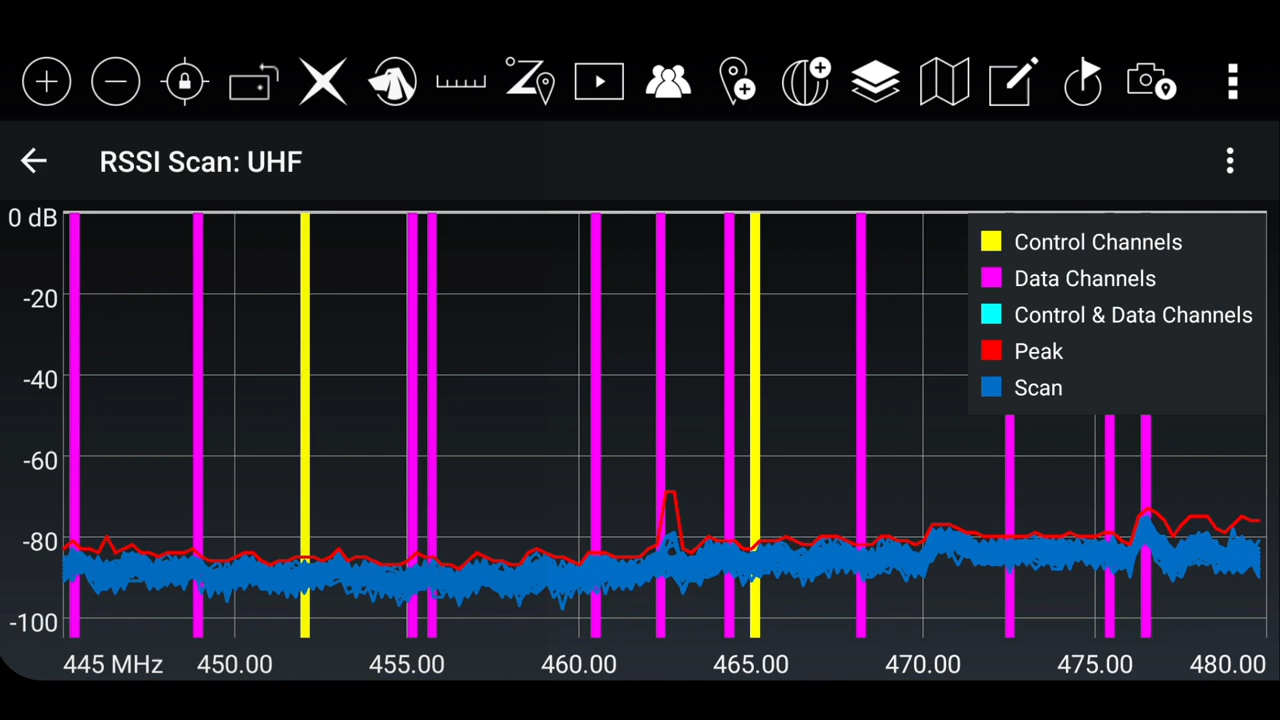 RSSI Scan: UHF
0 dB
-20
-40
-60
-80
-100
Control Channels
Data Channels
Control & Data Channels
Peak
Scan
445 MHz 450.00 455.00 460.00 465.00 470.00 475.00 480.00